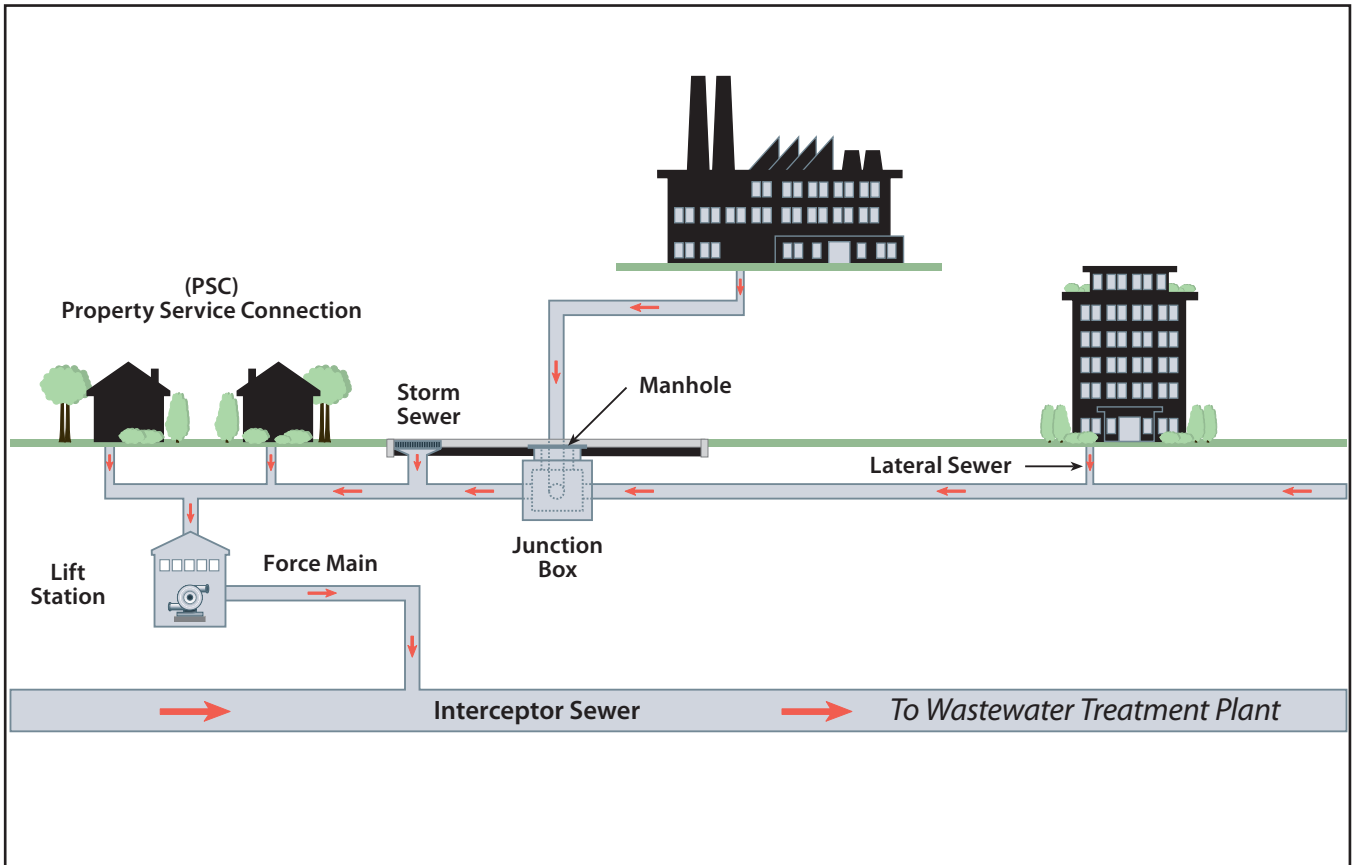 (PSC)
Property Service Connection
Storm
Sewer
Manhole
Lateral Sewer
Junction
Box
Lift
Station
Force Main
Interceptor Sewer
To Wastewater Treatment Plant